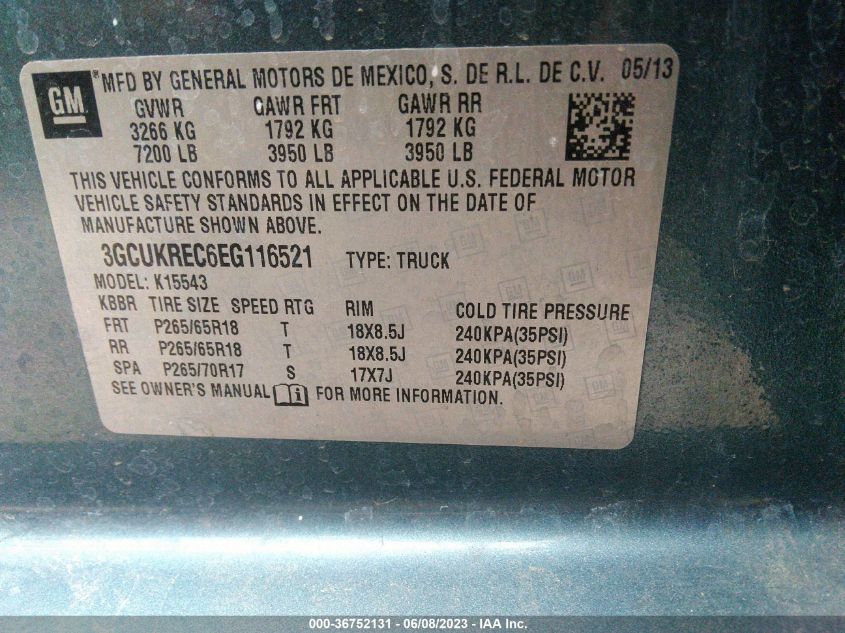 GM ® MFD BY GENERAL MOTORS DE MEXICO, S. DE R.L. DE C.V. 05/13
GVWR GAWR FRT GAWR RR
3266 KG 1792 KG 1792 KG
7200 LB 3950 LB 3950 LB
THIS VEHICLE CONFORMS TO ALL APPLICABLE U.S. FEDERAL MOTOR
VEHICLE SAFETY STANDARDS IN EFFECT ON THE DATE OF
MANUFACTURE SHOWN ABOVE.
3GCUKREC6EG116521 TYPE: TRUCK
MODEL: K15543
KBBR TIRE SIZE SPEED RTG RIM COLD TIRE PRESSURE
FRT P265/65R18 T 18X8.5J 240KPA(35PSI)
RR P265/65R18 T 18X8.5J 240KPA(35PSI)
SPA P265/70R17 S 17X7J 240KPA(35PSI)
SEE OWNER'S MANUAL FOR MORE INFORMATION.
000-36752131 - 06/08/2023 - IAA Inc.